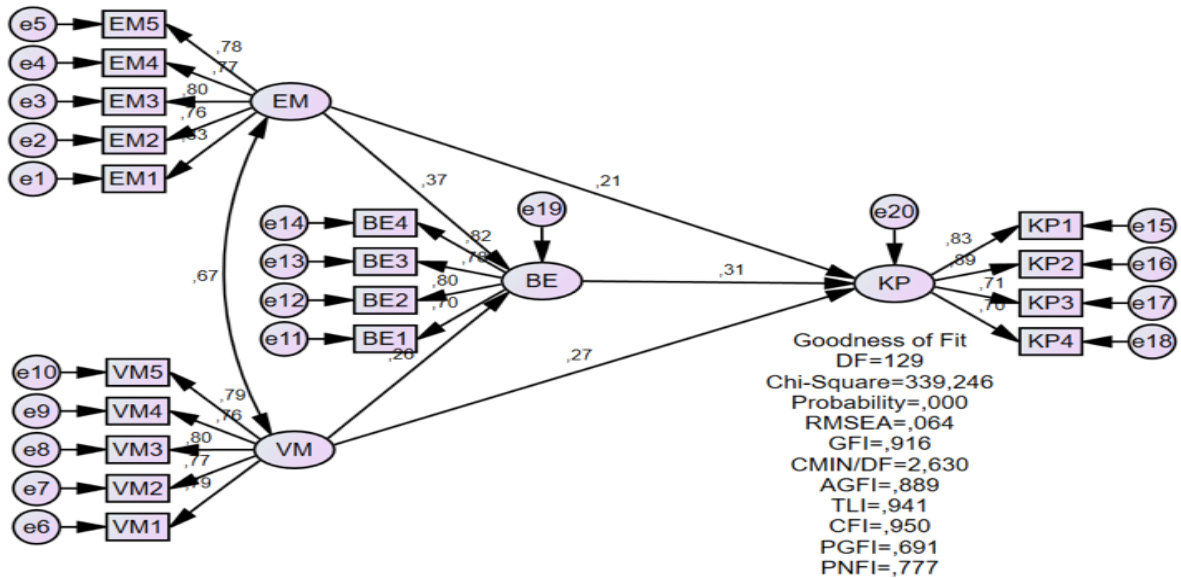 e5 EM5 ,78
e4 EM4 ,77
e3 EM3 ,80 EM
e2 EM2 ,76
e1 EM1 ,83
,37
,21
,67
e14 BE4 ,82 e19 e20
e13 BE3 ,78
e12 BE2 ,80 BE ,31 KP
e11 BE1 ,70
,83 KP1 e15
,89 KP2 e16
,71 KP3 e17
KP4 e18
,27
e10 VM5 ,79
e9 VM4 ,76
e8 VM3 ,80 VM
e7 VM2 ,77
e6 VM1 ,79
Goodness of Fit
DF=129
Chi-Square=339,246
Probability=,000
RMSEA=,064
GFI=,916
CMIN/DF=2,630
AGFI=,889
TLI=,941
CFI=,950
PGFI=,691
PNFI=,777